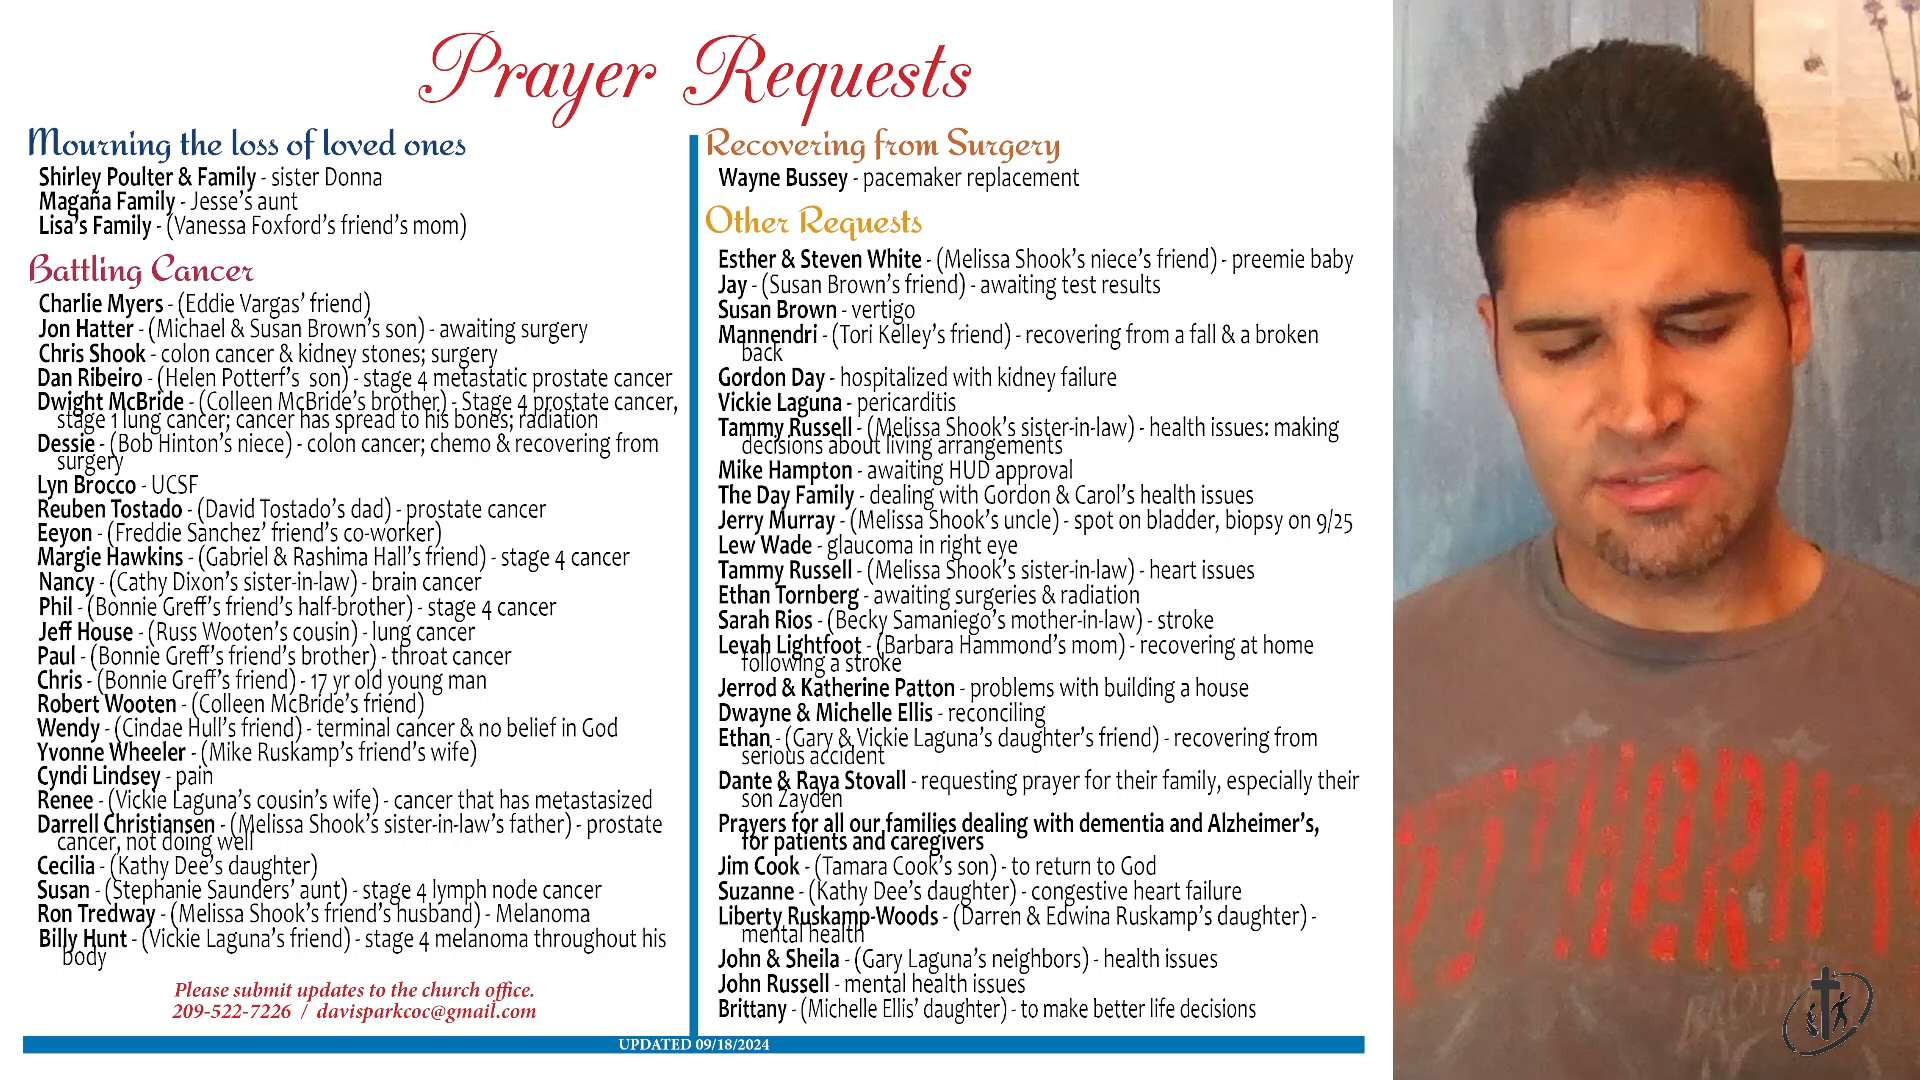 Prayer Requests
Mourning the loss of loved ones
Shirley Poulter & Family - sister Donna
Magaña Family - Jesse's aunt
Lisa's Family - (Vanessa Foxford's friend's mom)
Battling Cancer
Charlie Myers - (Eddie Vargas' friend)
Jon Hatter - (Michael & Susan Brown's son) - awaiting surgery
Chris Shook - colon cancer & kidney stones; surgery
Dan Ribeiro - (Helen Potterf's son) - stage 4 metastatic prostate cancer
Dwight McBride - (Colleen McBride's brother) - Stage 4 prostate cancer,
stage 1 lung cancer; cancer has spread to his bones; radiation
Dessie - (Bob Hinton's niece) - colon cancer; chemo & recovering from
surgery
Lyn Brocco - UCSF
Reuben Tostado - (David Tostado's dad) - prostate cancer
Eeyon - (Freddie Sanchez' friend's co-worker)
Margie Hawkins - (Gabriel & Rashima Hall's friend) - stage 4 cancer
Nancy - (Cathy Dixon's sister-in-law) - brain cancer
Phil - (Bonnie Greff's friend's half-brother) - stage 4 cancer
Jeff House - (Russ Wooten's cousin) - lung cancer
Paul - (Bonnie Greff's friend's brother) - throat cancer
Chris - (Bonnie Greff's friend) - 17 yr old young man
Robert Wooten - (Colleen McBride's friend)
Wendy - (Cindae Hull's friend) - terminal cancer & no belief in God
Yvonne Wheeler - (Mike Ruskamp's friend's wife)
Cyndi Lindsey - pain
Renee - (Vickie Laguna's cousin's wife) - cancer that has metastasized
Darrell Christiansen - (Melissa Shook's sister-in-law's father) - prostate
cancer, not doing well
Cecilia - (Kathy Dee's daughter)
Susan - (Stephanie Saunders' aunt) - stage 4 lymph node cancer
Ron Tredway - (Melissa Shook's friend's husband) - Melanoma
Billy Hunt - (Vickie Laguna's friend) - stage 4 melanoma throughout his
body
Please submit updates to the church office.
209-522-7226 / davisparkcoc@gmail.com
Recovering from Surgery
Wayne Bussey - pacemaker replacement
Other Requests
Esther & Steven White - (Melissa Shook's niece's friend) - preemie baby
Jay - (Susan Brown's friend) - awaiting test results
Susan Brown - vertigo
Mannendri - (Tori Kelley's friend) - recovering from a fall & a broken
back
Gordon Day - hospitalized with kidney failure
Vickie Laguna - pericarditis
Tammy Russell - (Melissa Shook's sister-in-law) - health issues: making
decisions about living arrangements
Mike Hampton - awaiting HUD approval
The Day Family - dealing with Gordon & Carol's health issues
Jerry Murray - (Melissa Shook's uncle) - spot on bladder, biopsy on 9/25
Lew Wade - glaucoma in right eye
Tammy Russell - (Melissa Shook's sister-in-law) - heart issues
Ethan Tornberg - awaiting surgeries & radiation
Sarah Rios - (Becky Samaniego's mother-in-law) - stroke
Levah Lightfoot - (Barbara Hammond's mom) - recovering at home
following a stroke
Jerrod & Katherine Patton - problems with building a house
Dwayne & Michelle Ellis - reconciling
Ethan - (Gary & Vickie Laguna's daughter's friend) - recovering from
serious accident
Dante & Raya Stovall - requesting prayer for their family, especially their
son Zayden
Prayers for all our families dealing with dementia and Alzheimer's,
for patients and caregivers
Jim Cook - (Tamara Cook's son) - to return to God
Suzanne - (Kathy Dee's daughter) - congestive heart failure
Liberty Ruskamp-Woods - (Darren & Edwina Ruskamp's daughter) -
mental health
John & Sheila - (Gary Laguna's neighbors) - health issues
John Russell - mental health issues
Brittany - (Michelle Ellis' daughter) - to make better life decisions
UPDATED 09/18/2024